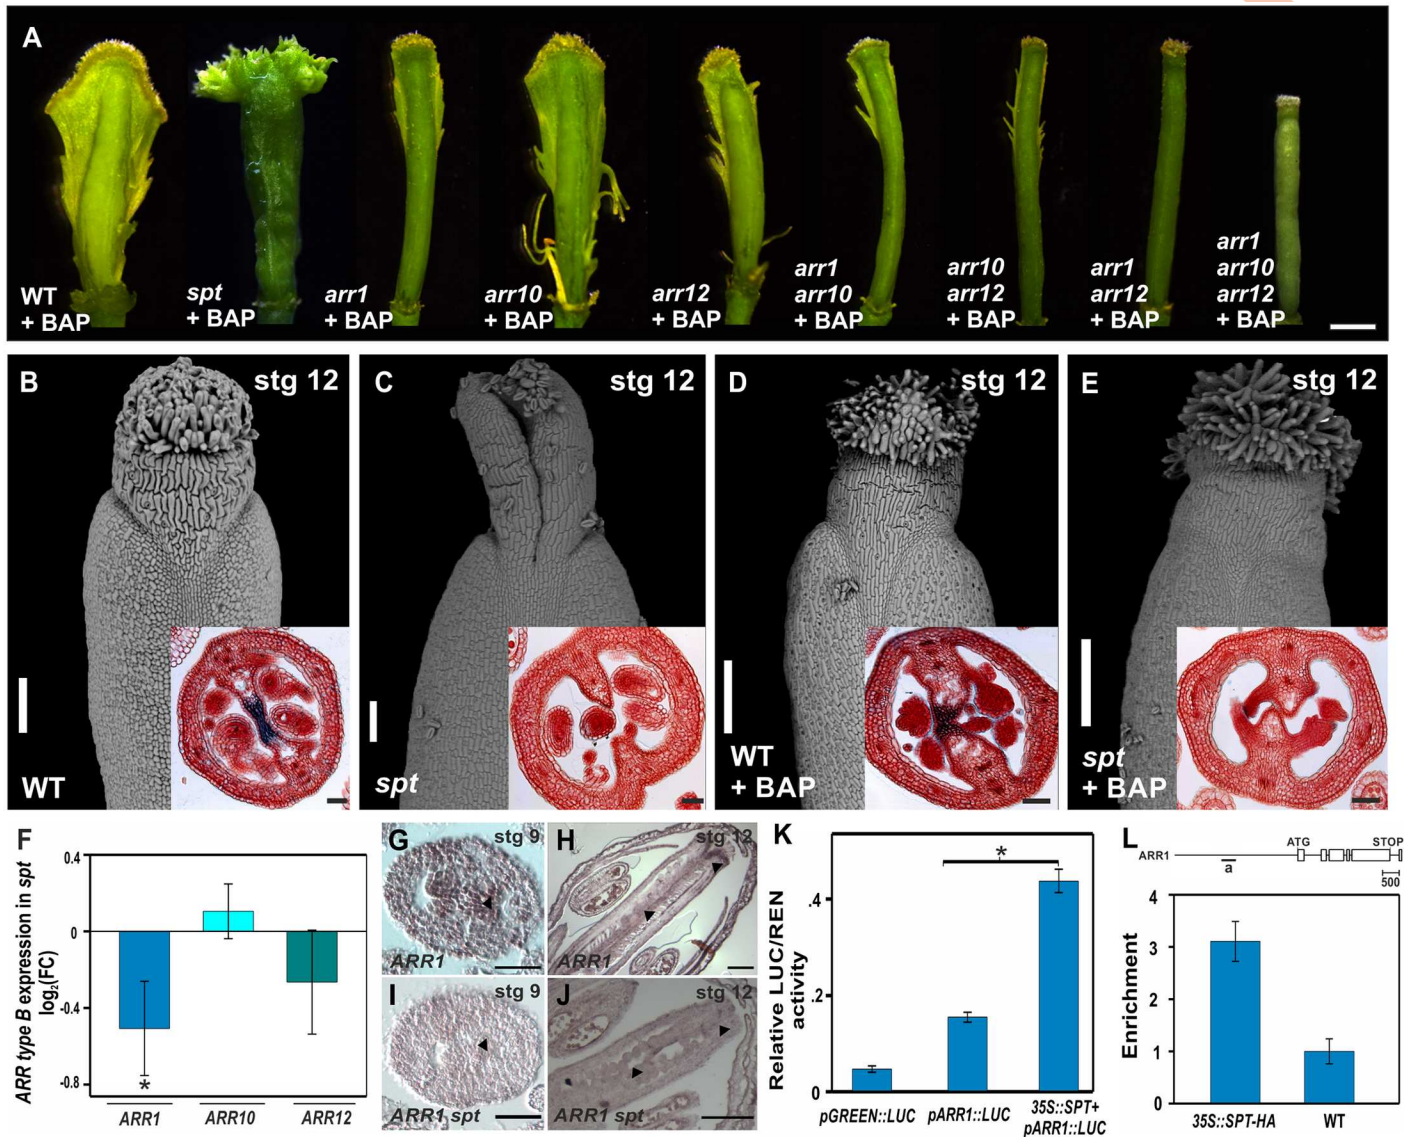 A
WT
+ BAP
spt
+ BAP
arr1
+ BAP
arr10
+ BAP
arr12
+ BAP
arr1
arr10
+ BAP
arr10
arr12
+ BAP
arr1
arr12
+ BAP
arr1
arr10
arr12
+ BAP
B
stg 12
WT
C
stg 12
spt
D
stg 12
WT
+ BAP
E
stg 12
spt
+ BAP
F
ARR type B expression in spt
log2(FC)
0.4
0
-0.4
-0.8
*
ARR1
ARR10
ARR12
G
stg 9
ARR1
H
stg 12
I
stg 9
ARR1 spt
J
stg 12
ARR1 spt
K
Relative LUC/REN
activity
.4
.2
0
*
pGREEN::LUC
pARR1::LUC
35S::SPT+
pARR1::LUC
L
ARR1
a
ATG
STOP
500
Enrichment
4
3
2
1
0
35S::SPT-HA
WT